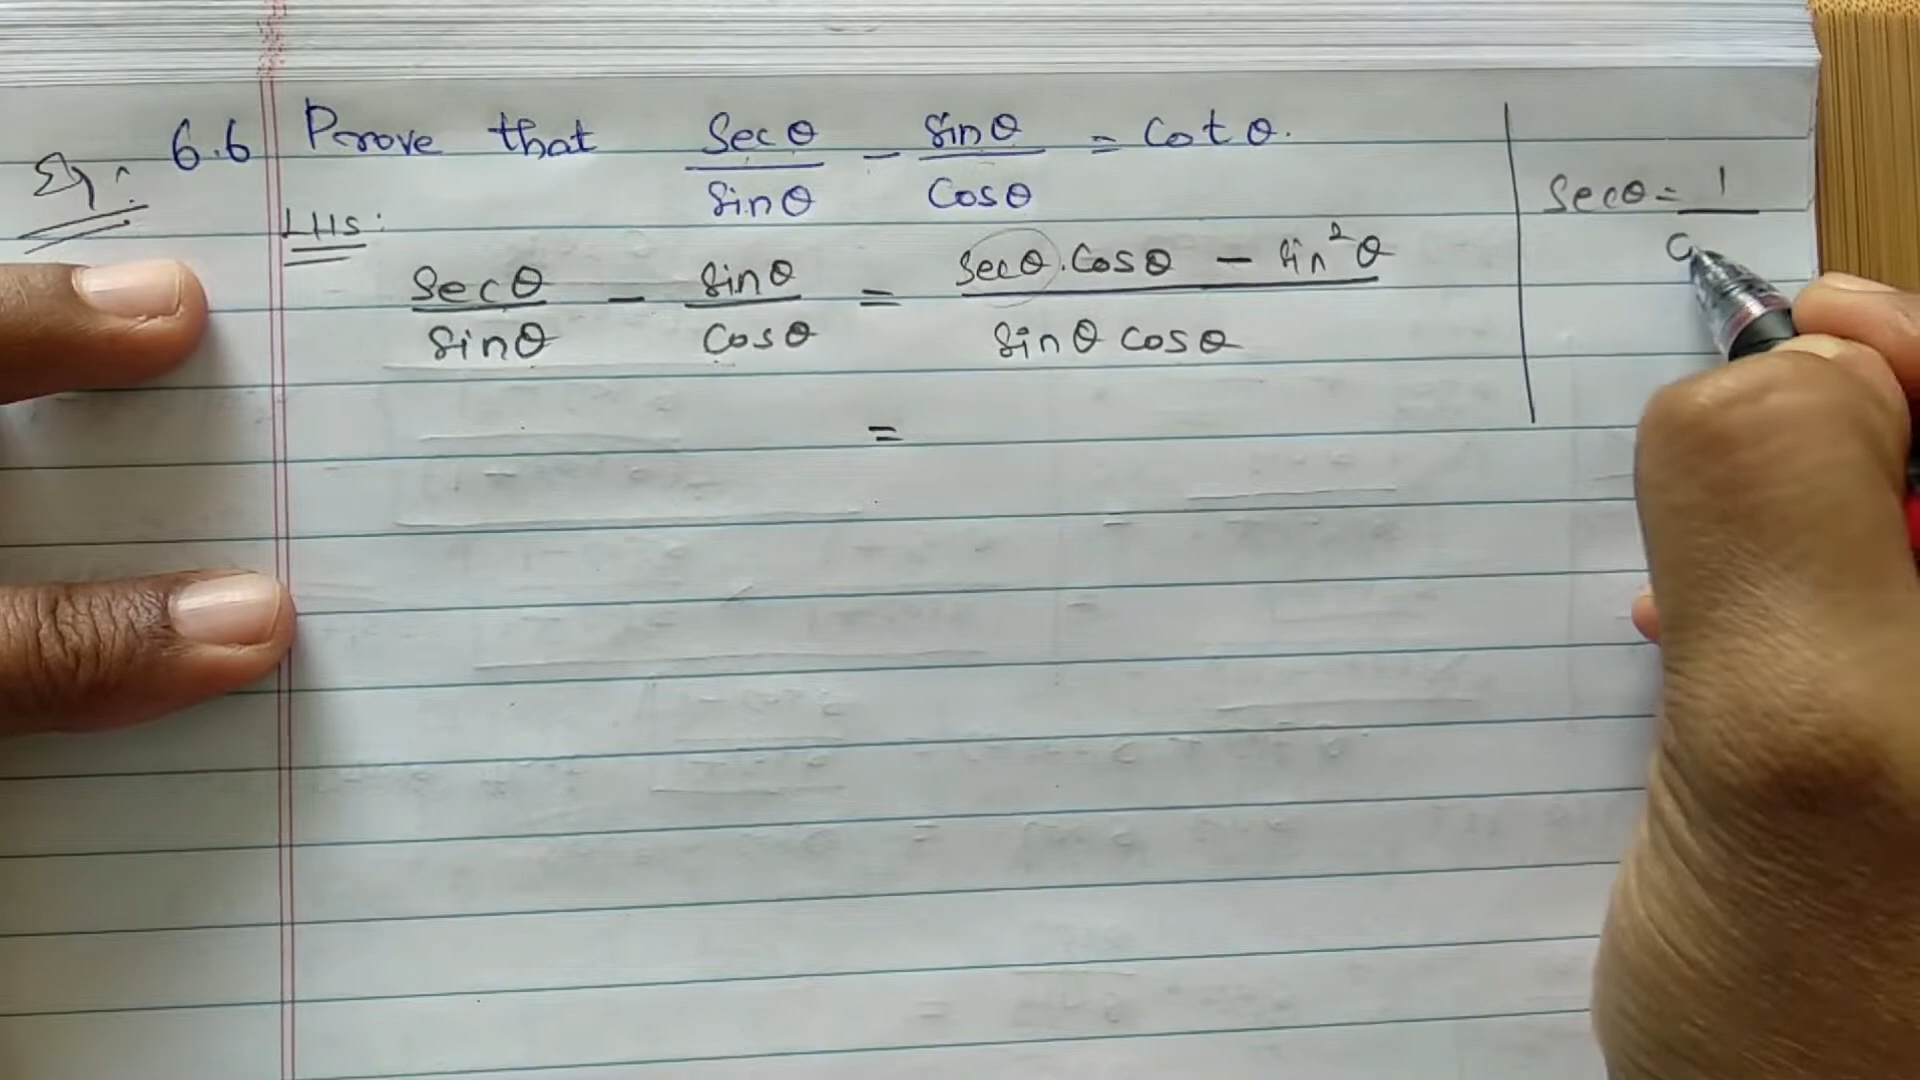 Eg: 6.6 Prove that secθ/sinθ - sinθ/cosθ = cotθ.
LHS:
secθ/sinθ - sinθ/cosθ = secθ.cosθ - sin²θ / sinθ cosθ
=
secθ = 1/c